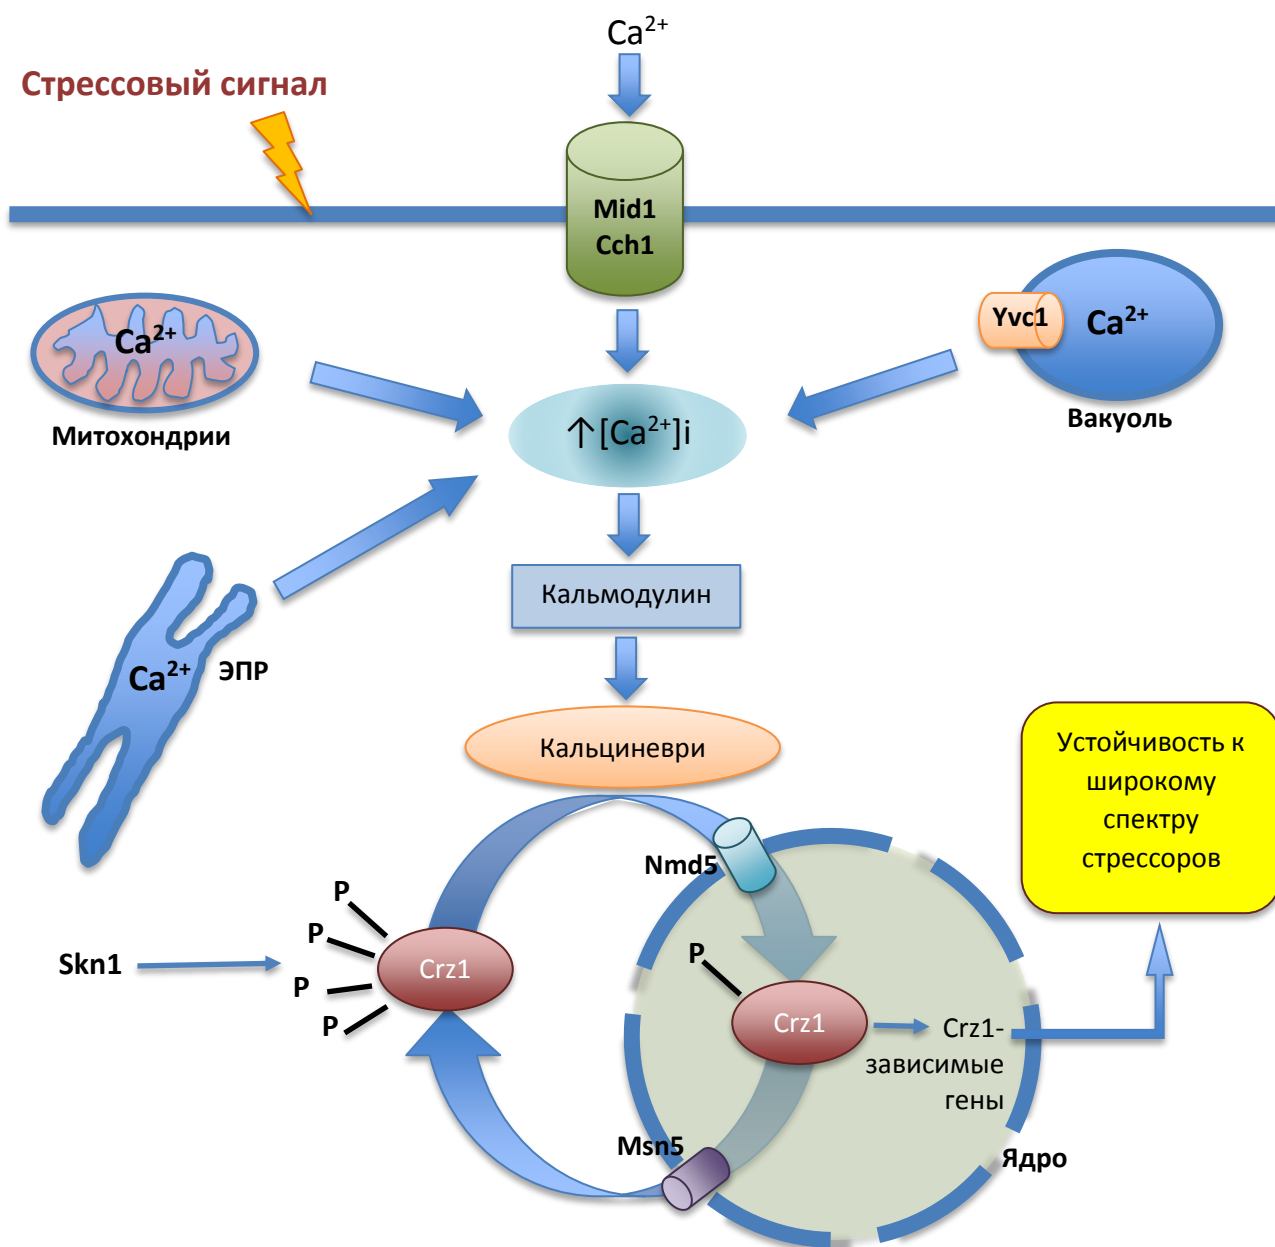 Ca²⁺
Стрессовый сигнал
Mid1
Cch1
Ca²⁺
Митохондрии
Yvc1
Ca²⁺
Вакуоль
↑[Ca²⁺]i
Кальмодулин
Ca²⁺
ЭПР
Кальциневри
Устойчивость к
широкому
спектру
стрессоров
Nmd5
P
P
P
P
Skn1
Crz1
P
Crz1
Crz1-
зависимые
гены
Msn5
Ядро